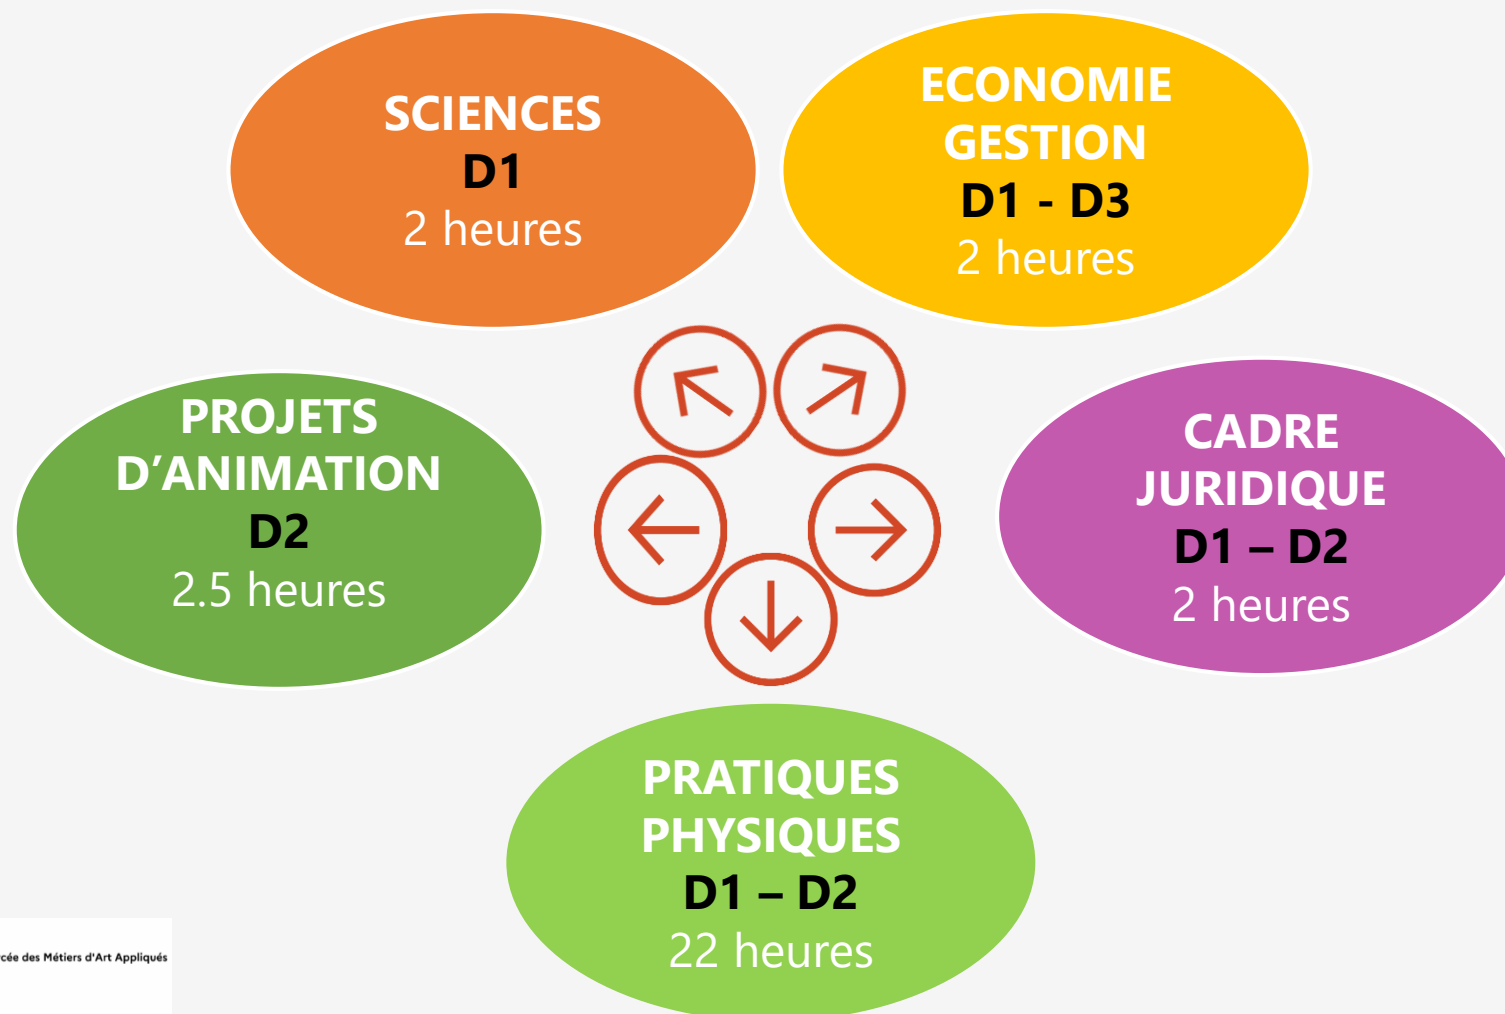 SCIENCES
D1
2 heures
ECONOMIE
GESTION
D1 - D3
2 heures
PROJETS
D’ANIMATION
D2
2.5 heures
CADRE
JURIDIQUE
D1 – D2
2 heures
PRATIQUES
PHYSIQUES
D1 – D2
22 heures
des Métiers d'Art Appliqués